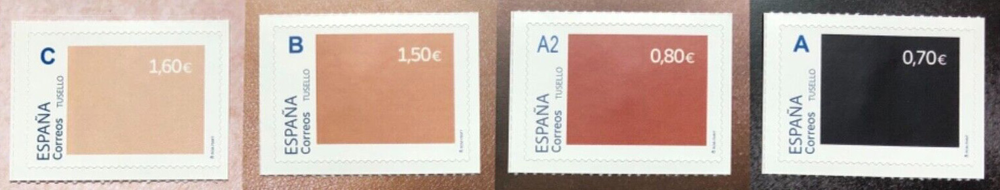 C
1,60€
ESPAÑA
Correos
TUSELLO
B
1,50€
ESPAÑA
Correos
TUSELLO
A2
0,80€
ESPAÑA
Correos
TUSELLO
A
0,70€
ESPAÑA
Correos
TUSELLO